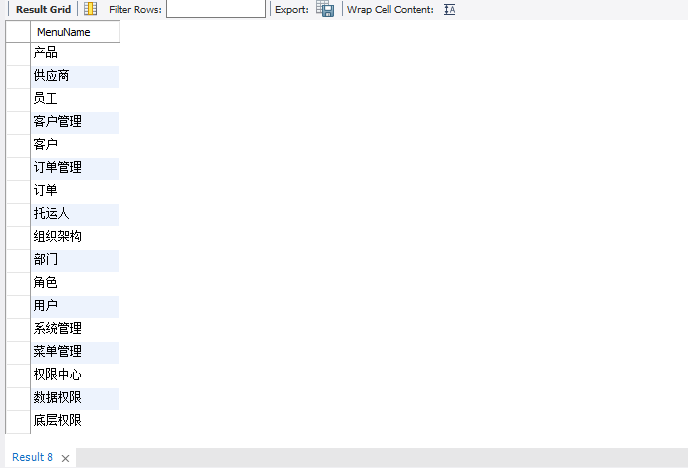 Result Grid Filter Rows: Export: Wrap Cell Content:
MenuName
产品
供应商
员工
客户管理
客户
订单管理
订单
托运人
组织架构
部门
角色
用户
系统管理
菜单管理
权限中心
数据权限
底层权限
Result 8